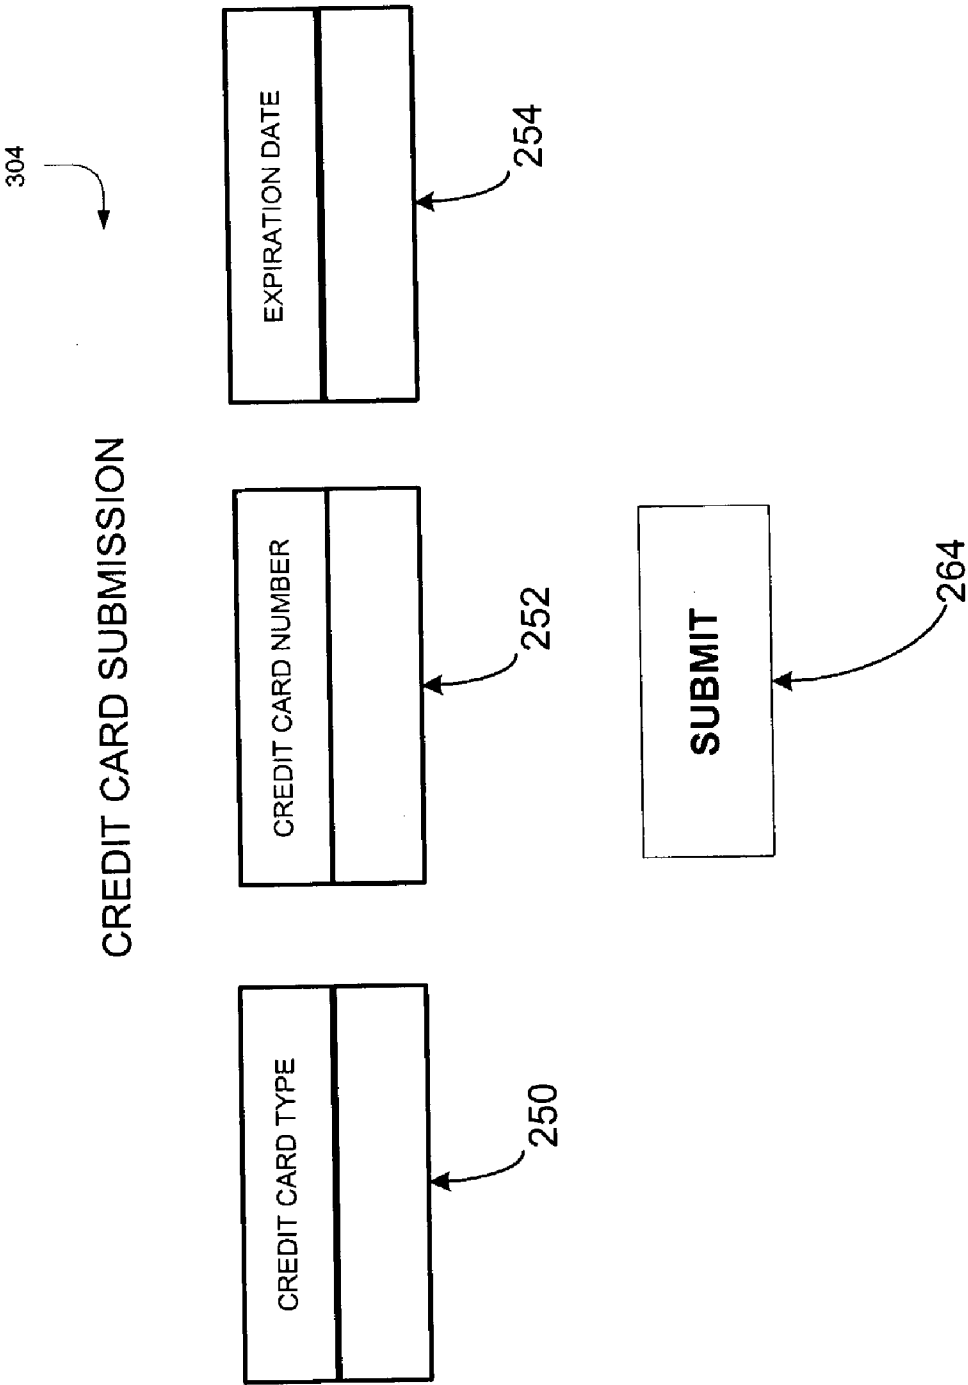 304
CREDIT CARD SUBMISSION
CREDIT CARD TYPE
CREDIT CARD NUMBER
EXPIRATION DATE
250
252
254
SUBMIT
264